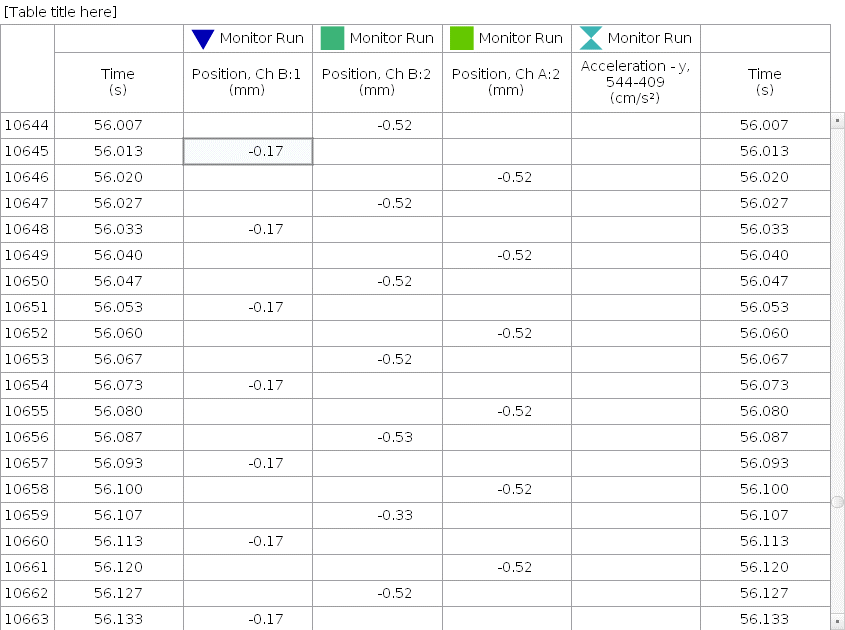 [Table title here]
Monitor Run Monitor Run Monitor Run Monitor Run
Time (s) Position, Ch B:1 (mm) Position, Ch B:2 (mm) Position, Ch A:2 (mm) Acceleration - y, 544-409 (cm/s²) Time (s)
10644 56.007 -0.52 56.007
10645 56.013 -0.17 56.013
10646 56.020 -0.52 56.020
10647 56.027 -0.52 56.027
10648 56.033 -0.17 56.033
10649 56.040 -0.52 56.040
10650 56.047 -0.52 56.047
10651 56.053 -0.17 56.053
10652 56.060 -0.52 56.060
10653 56.067 -0.52 56.067
10654 56.073 -0.17 56.073
10655 56.080 -0.52 56.080
10656 56.087 -0.53 56.087
10657 56.093 -0.17 56.093
10658 56.100 -0.52 56.100
10659 56.107 -0.33 56.107
10660 56.113 -0.17 56.113
10661 56.120 -0.52 56.120
10662 56.127 -0.52 56.127
10663 56.133 -0.17 56.133